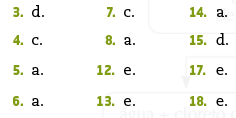 3. d.
4. c.
5. a.
6. a.
7. c.
8. a.
12. e.
13. e.
14. a.
15. d.
17. e.
18. e.